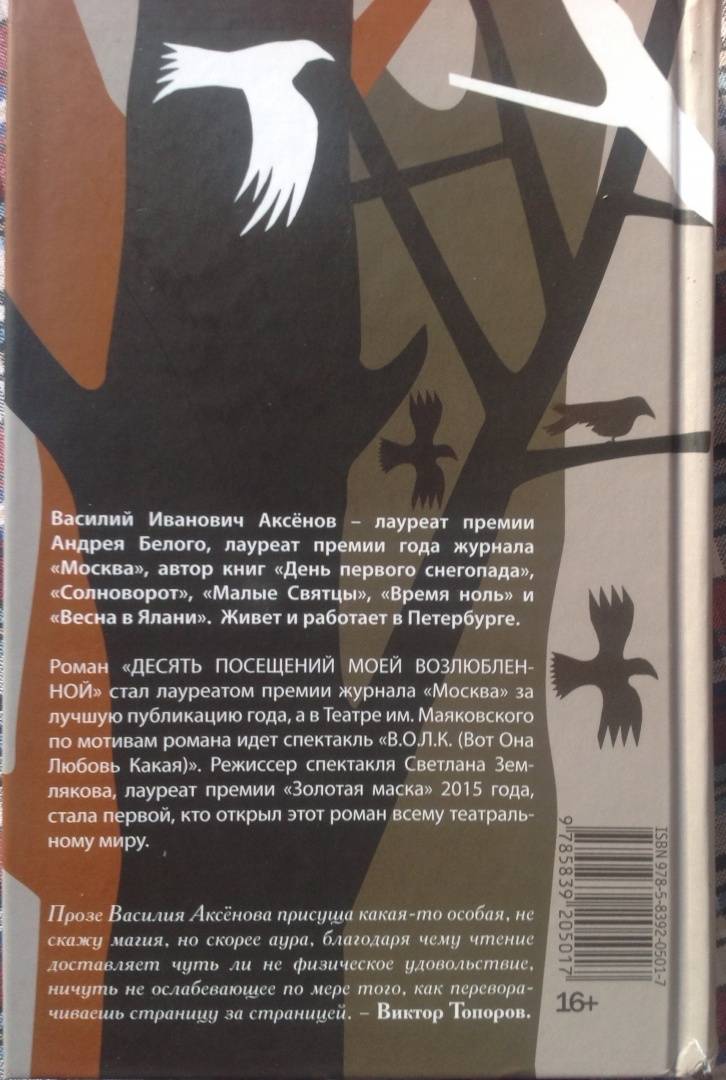 Василий Иванович Аксёнов – лауреат премии
Андрея Белого, лауреат премии года журнала
«Москва», автор книг «День первого снегопада»,
«Солноворот», «Малые Святцы», «Время ноль» и
«Весна в Ялани». Живет и работает в Петербурге.
Роман «ДЕСЯТЬ ПОСЕЩЕНИЙ МОЕЙ ВОЗЛЮБЛЕН-
НОЙ» стал лауреатом премии журнала «Москва» за
лучшую публикацию года, а в Театре им. Маяковского
по мотивам романа идет спектакль «В.О.Л.К. (Вот Она
Любовь Какая)». Режиссер спектакля Светлана Зем-
лякова, лауреат премии «Золотая маска» 2015 года,
стала первой, кто открыл этот роман всему театраль-
ному миру.
Прозе Василия Аксёнова присуща какая-то особая, не
скажу магия, но скорее аура, благодаря чему чтение
доставляет чуть ли не физическое удовольствие,
ничуть не ослабевающее по мере того, как перевора-
чиваешь страницу за страницей. – Виктор Топоров.
ISBN 978-5-8392-0501-7
9 785839 205017
16+